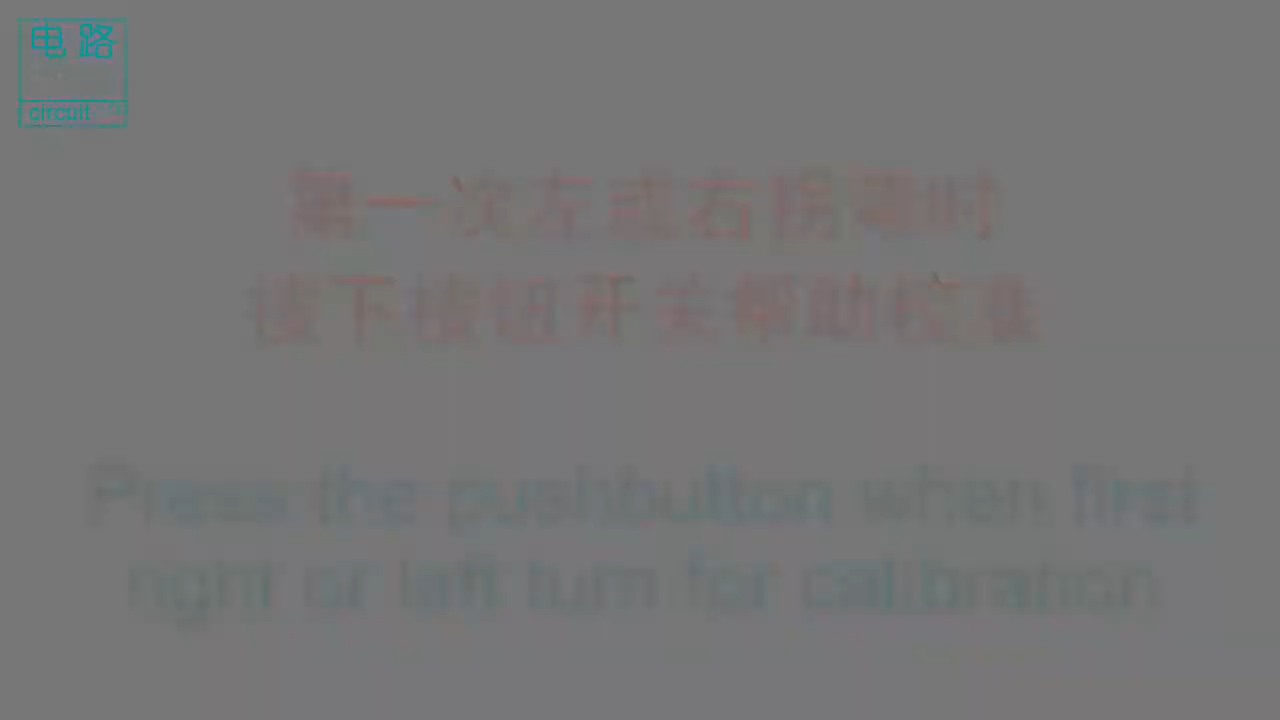 电 路
circuit
第一次左或右拐弯时
按下按钮开关帮助校准
Press the pushbutton when first
right or left turn for calibration